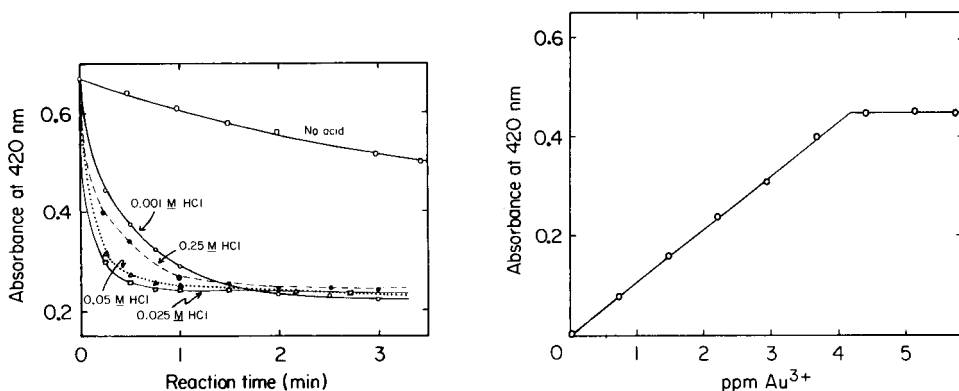 Absorbance at 420 nm
0.6
0.4
0.2
No acid
0.001 M HCl
0.25 M HCl
0.05 M HCl
0.025 M HCl
0
1
2
3
Reaction time (min)
Absorbance at 420 nm
0.6
0.4
0.2
0
0
1
2
3
4
5
ppm Au³⁺